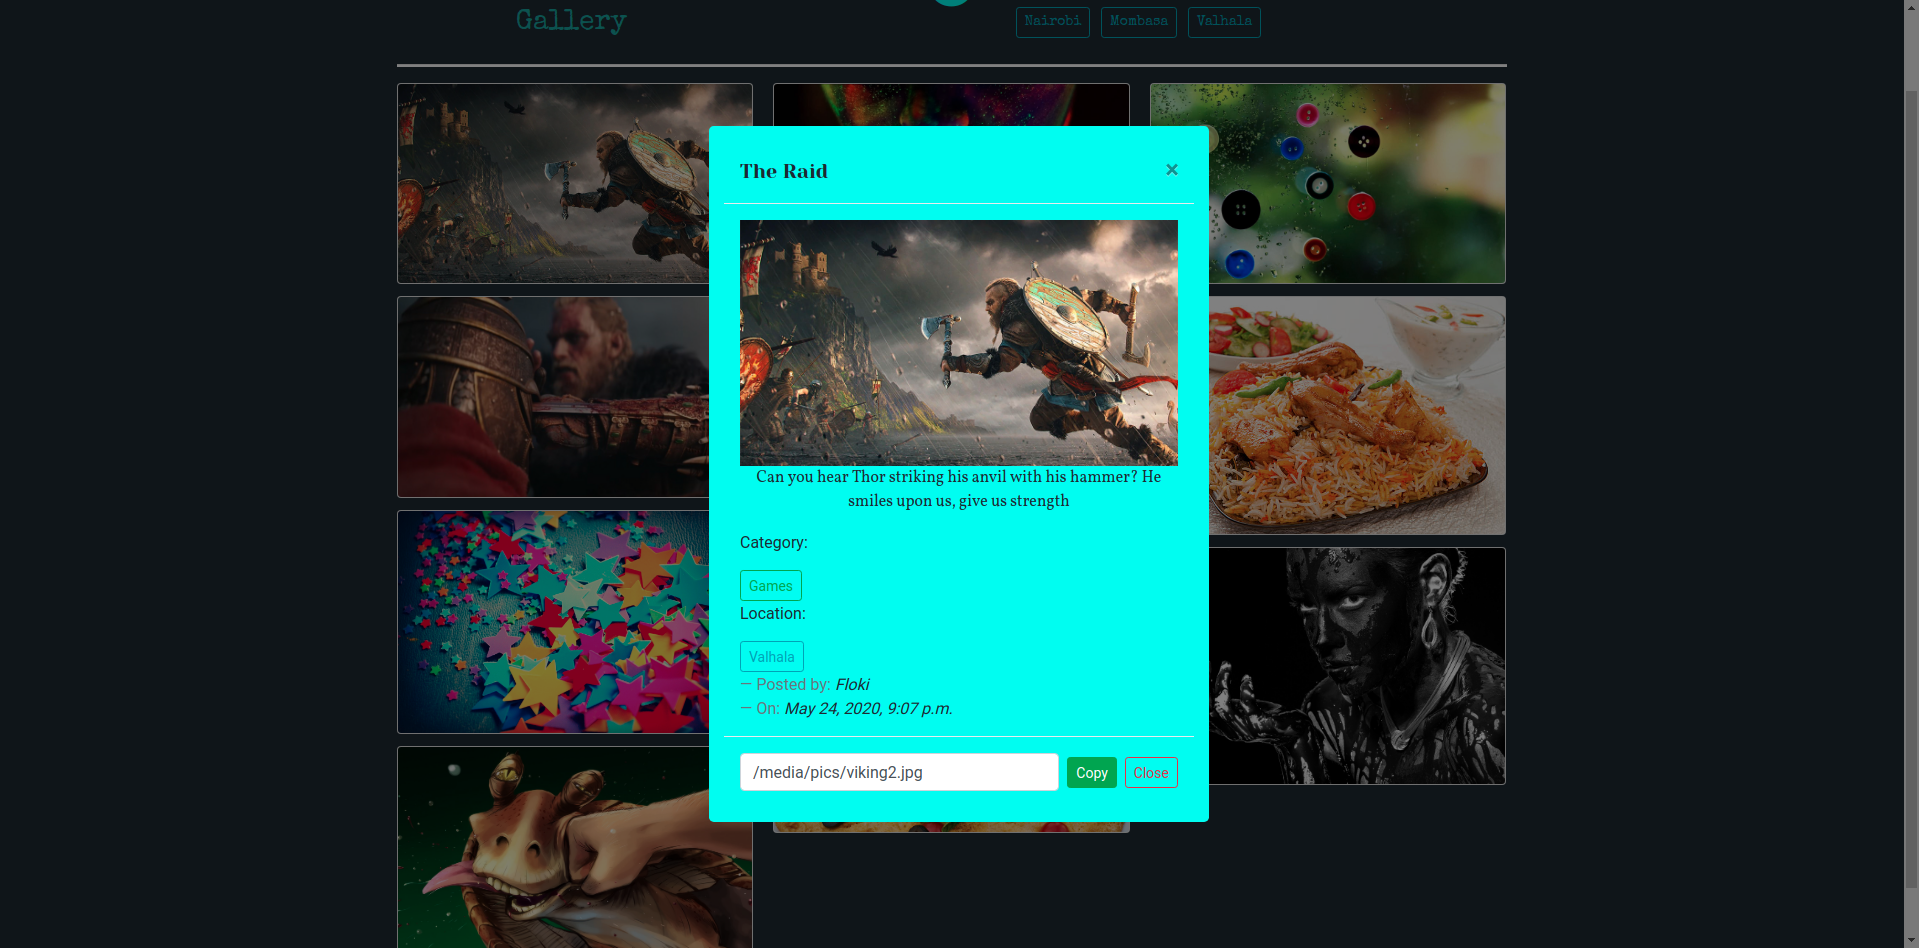 Gallery
Nairobi Mombasa Valhala
The Raid
×
Can you hear Thor striking his anvil with his hammer? He
smiles upon us, give us strength
Category:
Games
Location:
Valhala
— Posted by: Floki
— On: May 24, 2020, 9:07 p.m.
/media/pics/viking2.jpg Copy Close